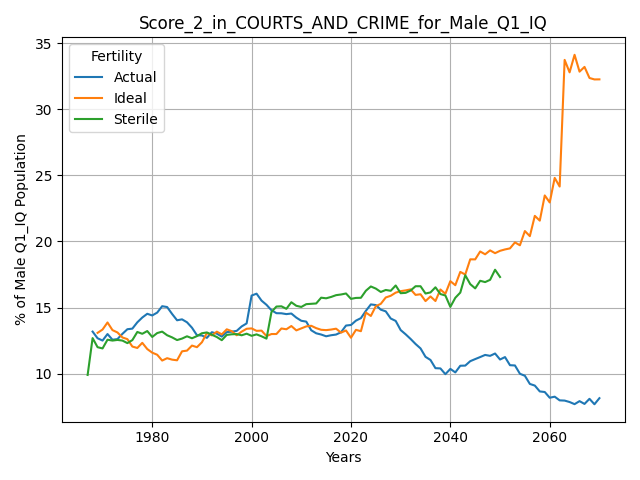 Score_2_in_COURTS_AND_CRIME_for_Male_Q1_IQ
35
30
25
20
15
10
% of Male Q1_IQ Population
Fertility
Actual
Ideal
Sterile
1980
2000
2020
2040
2060
Years